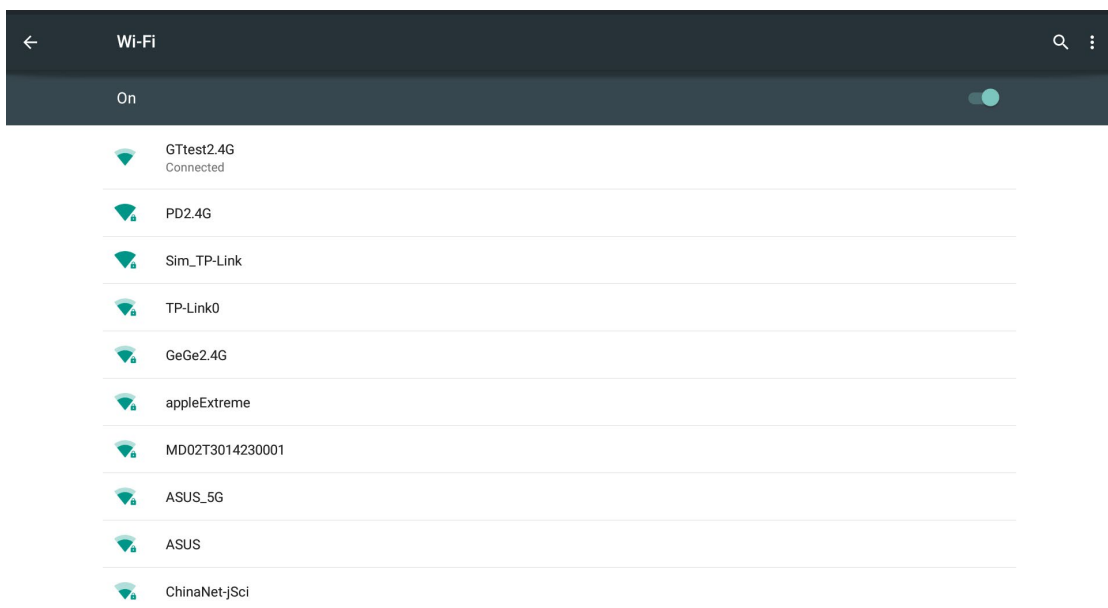 Wi-Fi
On
GTtest2.4G
Connected
PD2.4G
Sim_TP-Link
TP-Link0
GeGe2.4G
appleExtreme
MD02T3014230001
ASUS_5G
ASUS
ChinaNet-jSci